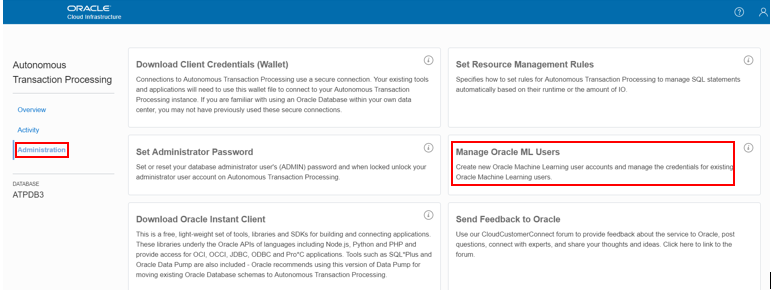 ORACLE
Cloud Infrastructure
Autonomous
Transaction Processing
Overview
Activity
Administration
DATABASE
ATPDB3
Download Client Credentials (Wallet)
Connections to Autonomous Transaction Processing use a secure connection. Your existing tools
and applications will need to use this wallet file to connect to your Autonomous Transaction
Processing instance. If you are familiar with using an Oracle Database within your own data
center, you may not have previously used these secure connections.
Set Resource Management Rules
Specifies how to set rules for Autonomous Transaction Processing to manage SQL statements
automatically based on their runtime or the amount of IO.
Set Administrator Password
Set or reset your database administrator user's (ADMIN) password and when locked unlock your
administrator user account on Autonomous Transaction Processing.
Manage Oracle ML Users
Create new Oracle Machine Learning user accounts and manage the credentials for existing
Oracle Machine Learning users.
Download Oracle Instant Client
This is a free, light-weight set of tools, libraries and SDKs for building and connecting applications.
These libraries underly the Oracle APIs of languages including Node.js, Python and PHP and
provide access for OCI, OCCI, JDBC, ODBC and Pro*C applications. Tools such as SQL*Plus and
Oracle Data Pump are also included - Oracle recommends using this version of Data Pump for
moving existing Oracle Database schemas to Autonomous Transaction Processing.
Send Feedback to Oracle
Use our CloudCustomerConnect forum to provide feedback about the service to Oracle, post
questions, connect with experts, and share your thoughts and ideas. Click here to link to the
forum.